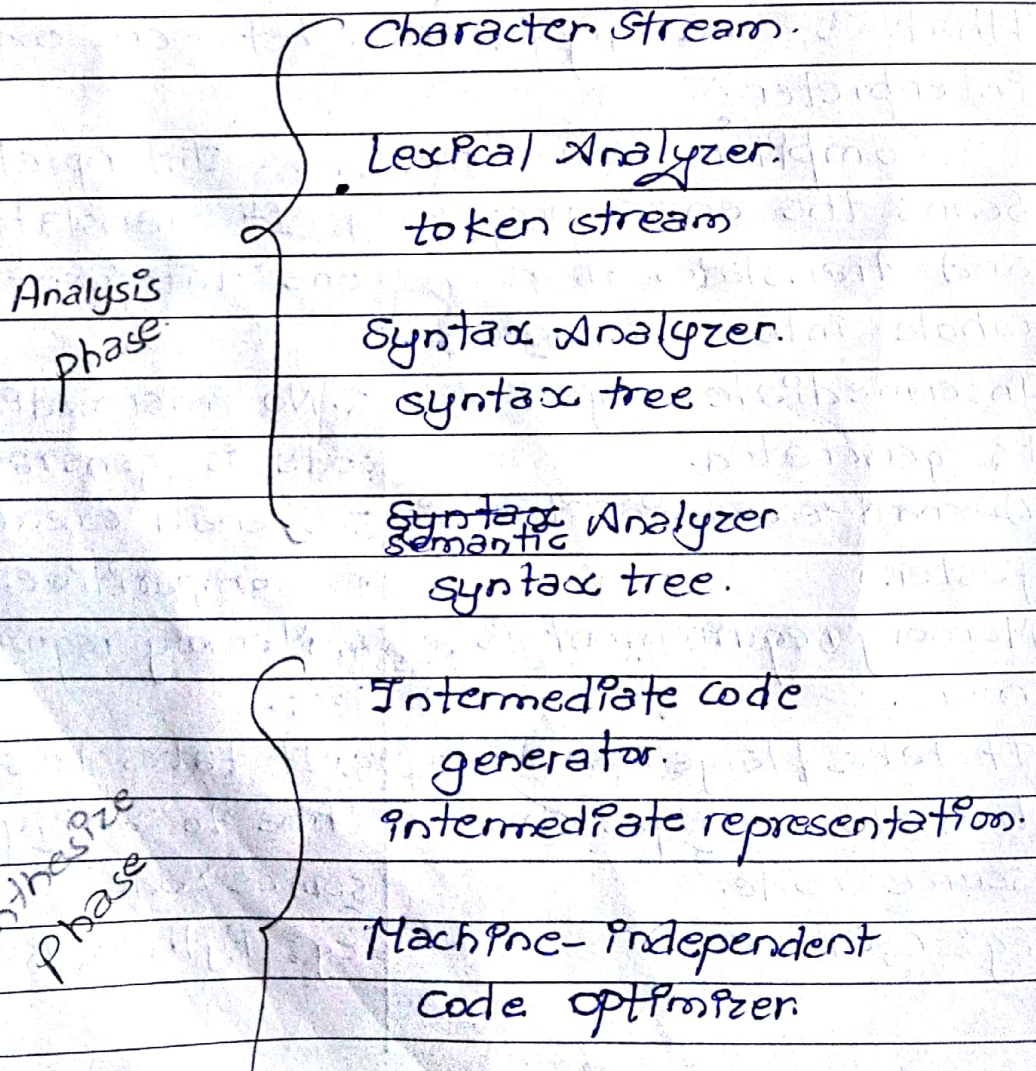 Character Stream.
Lexical Analyzer.
token stream
Analysis
phase.
Syntax Analyzer.
syntax tree
Syntax Analyzer
semantic
syntax tree.
Intermediate code
generator.
intermediate representation.
phase
Machine-independent
Code optimizer.